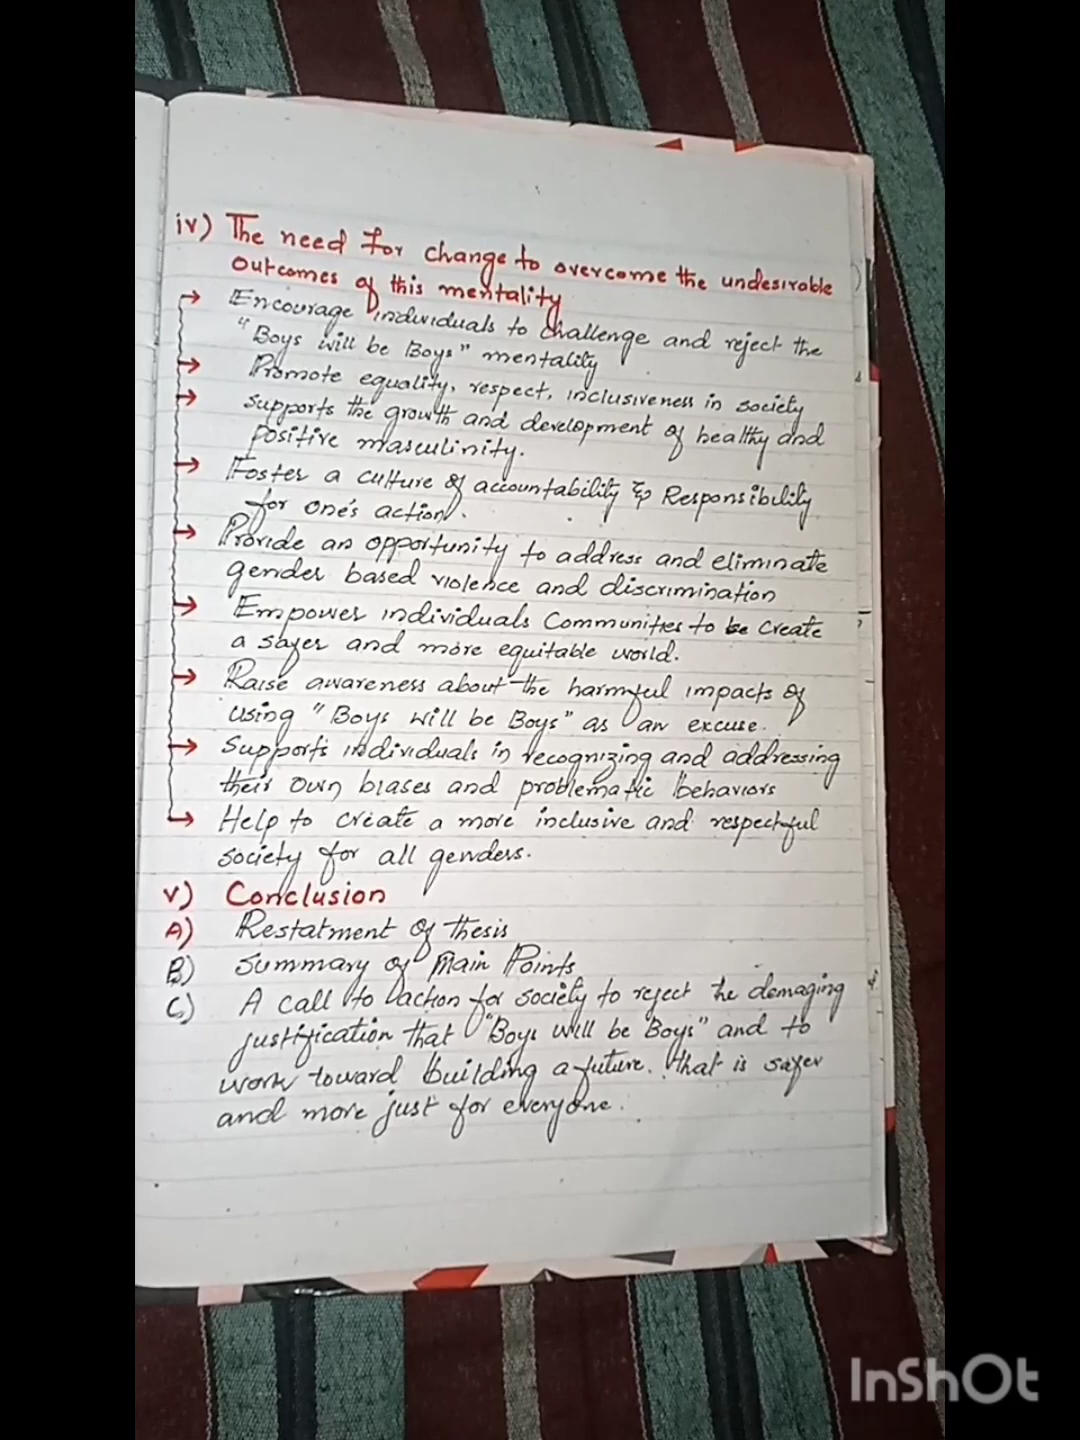 iv) The need for change to overcome the undesirable
outcomes of this mentality
→ Encourage individuals to challenge and reject the
"Boys will be Boys" mentality
→ Promote equality, respect, inclusiveness in society
→ supports the growth and development of healthy and
positive masculinity.
→ Foster a culture of accountability & Responsibility
for one's action.
→ Provide an opportunity to address and eliminate
gender based violence and discrimination
→ Empower individuals Communities to be create
a safer and more equitable world.
→ Raise awareness about the harmful impacts of
using "Boys will be Boys" as an excuse.
→ Supports individuals in recognizing and addressing
their own biases and problematic behaviors
→ Help to create a more inclusive and respectful
society for all genders.
v) Conclusion
A) Restatment of thesis
B) Summary of Main Points
C) A call to action for society to reject the demaging
justification that "Boys will be Boys" and to
work toward building a future. that is safer
and more just for everyone.
InShOt